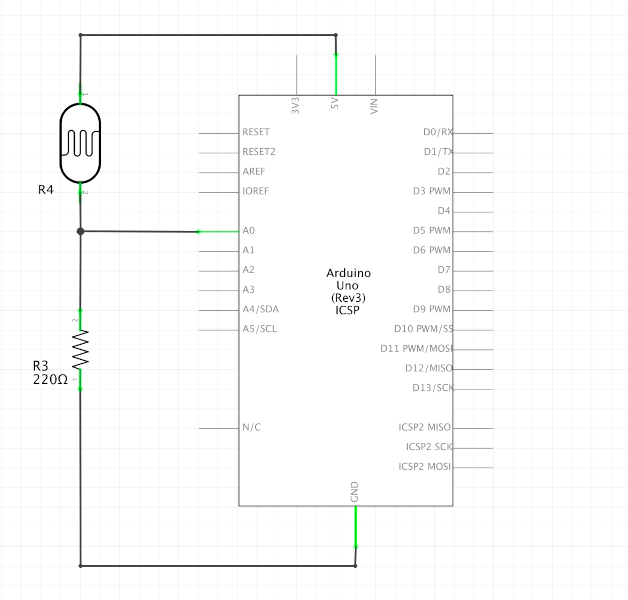 3V3
5V
VIN
RESET
RESET2
AREF
IOREF
A0
A1
A2
A3
A4/SDA
A5/SCL
N/C
D0/RX
D1/TX
D2
D3 PWM
D4
D5 PWM
D6 PWM
D7
D8
D9 PWM
D10 PWM/SS
D11 PWM/MOSI
D12/MISO
D13/SCK
ICSP2 MISO
ICSP2 SCK
ICSP2 MOSI
Arduino
Uno
(Rev3)
ICSP
GND
1
R4
2
2
R3
220Ω
1